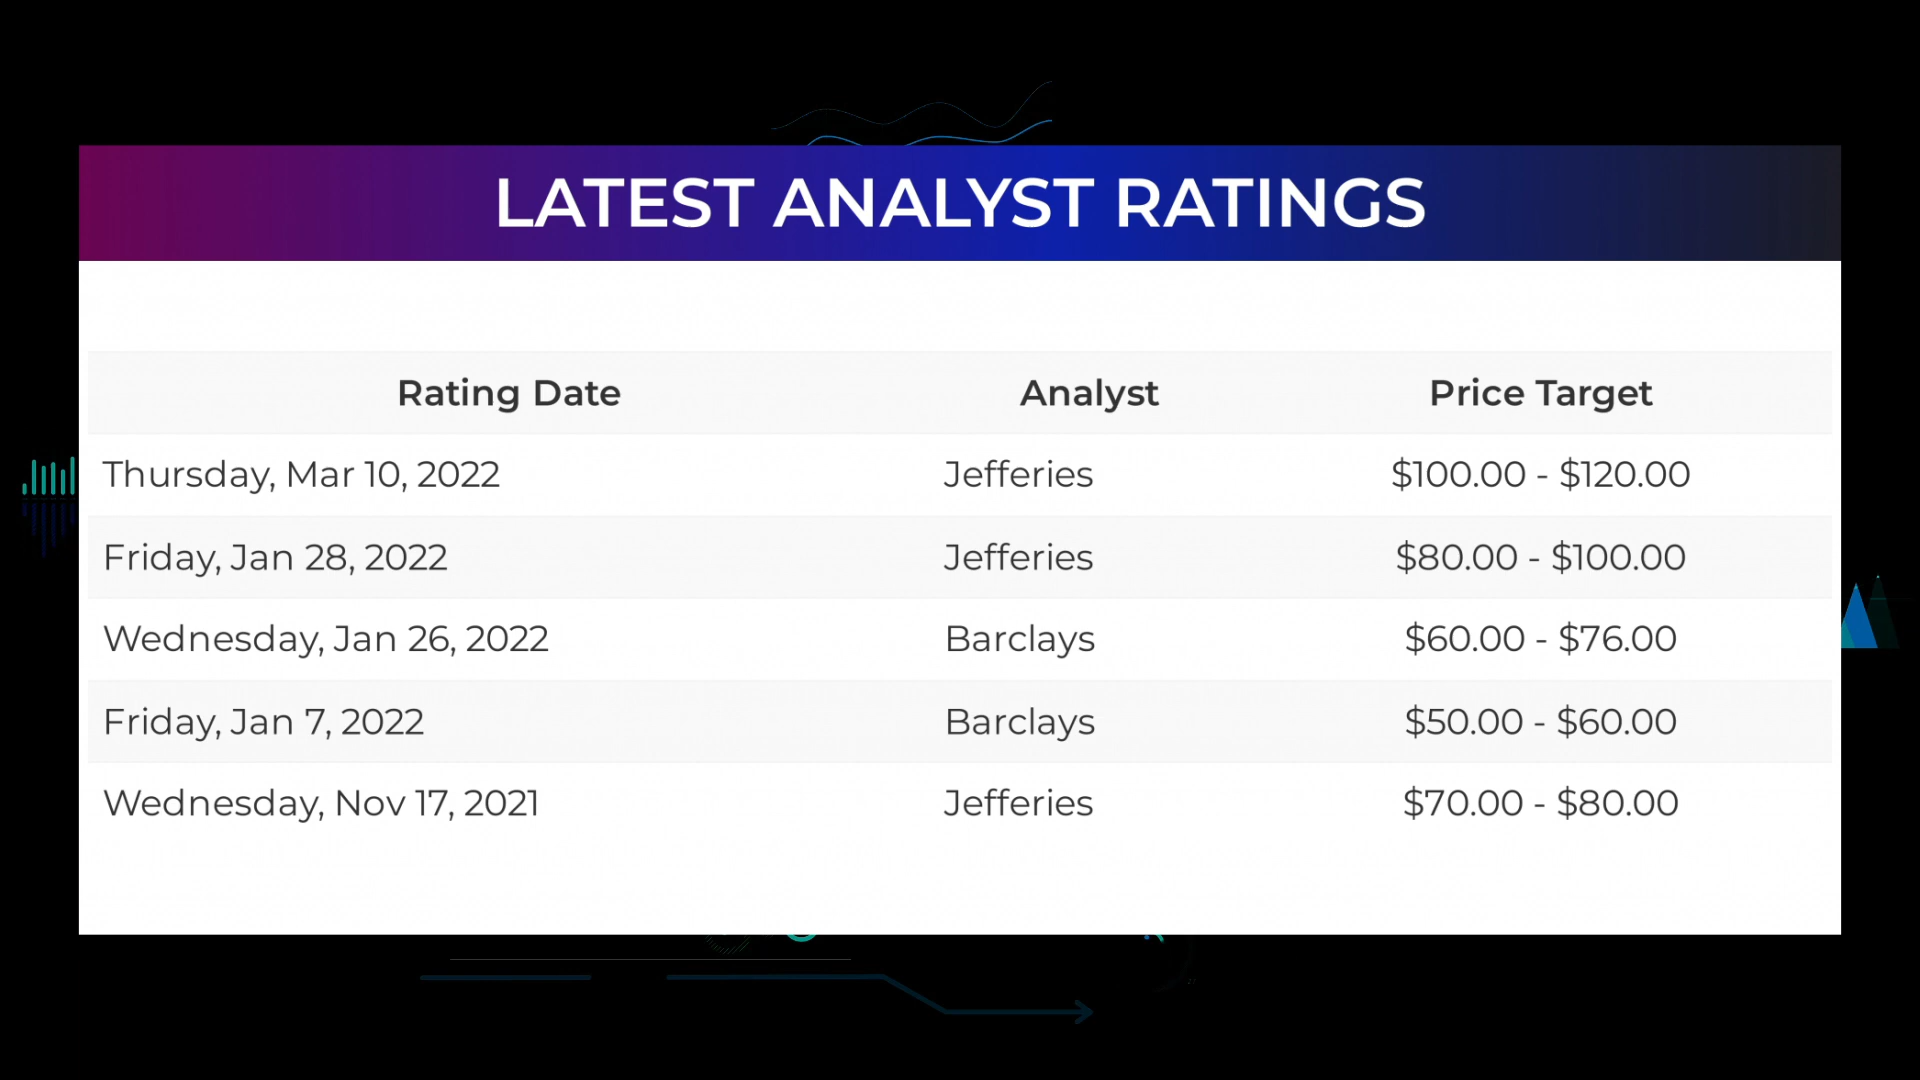 LATEST ANALYST RATINGS
Rating Date Analyst Price Target
Thursday, Mar 10, 2022 Jefferies $100.00 - $120.00
Friday, Jan 28, 2022 Jefferies $80.00 - $100.00
Wednesday, Jan 26, 2022 Barclays $60.00 - $76.00
Friday, Jan 7, 2022 Barclays $50.00 - $60.00
Wednesday, Nov 17, 2021 Jefferies $70.00 - $80.00